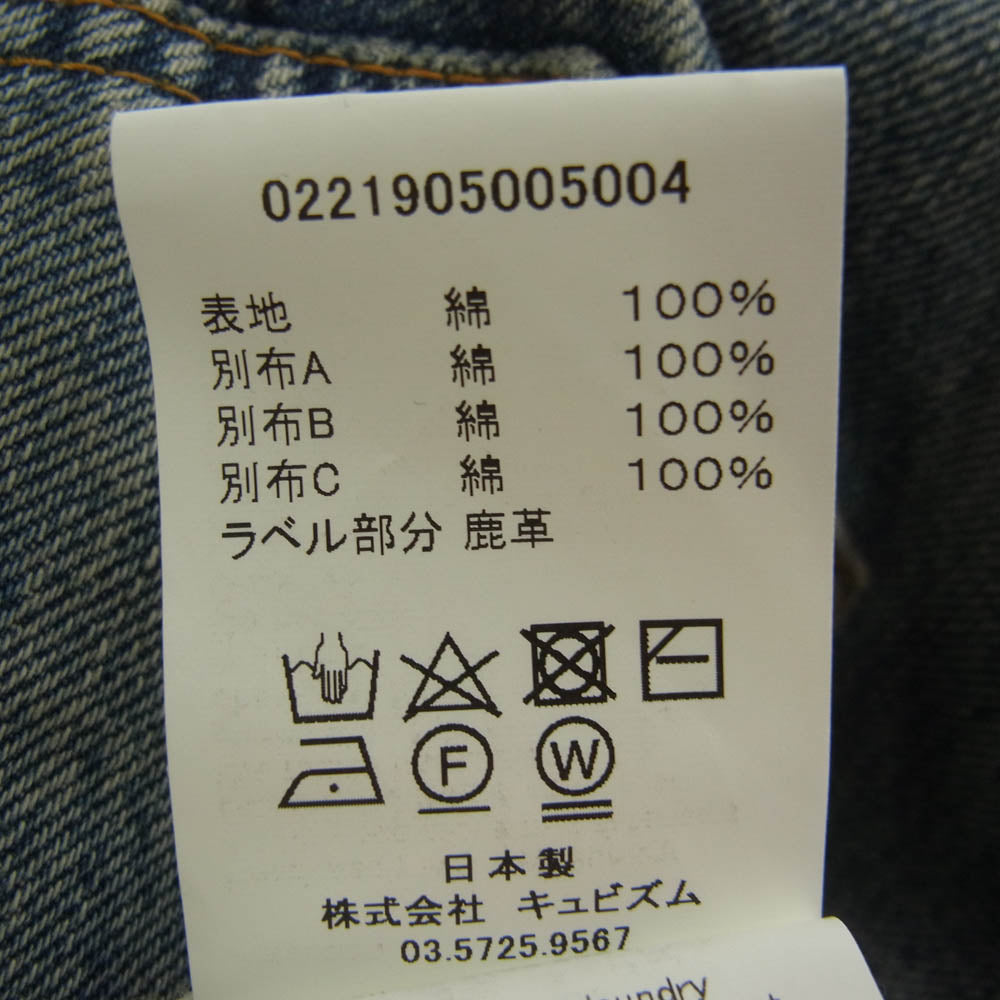 0221905005004
表地 綿 100%
別布A 綿 100%
別布B 綿 100%
別布C 綿 100%
ラベル部分 鹿革
F W
日本製
株式会社 キュビズム
03.5725.9567